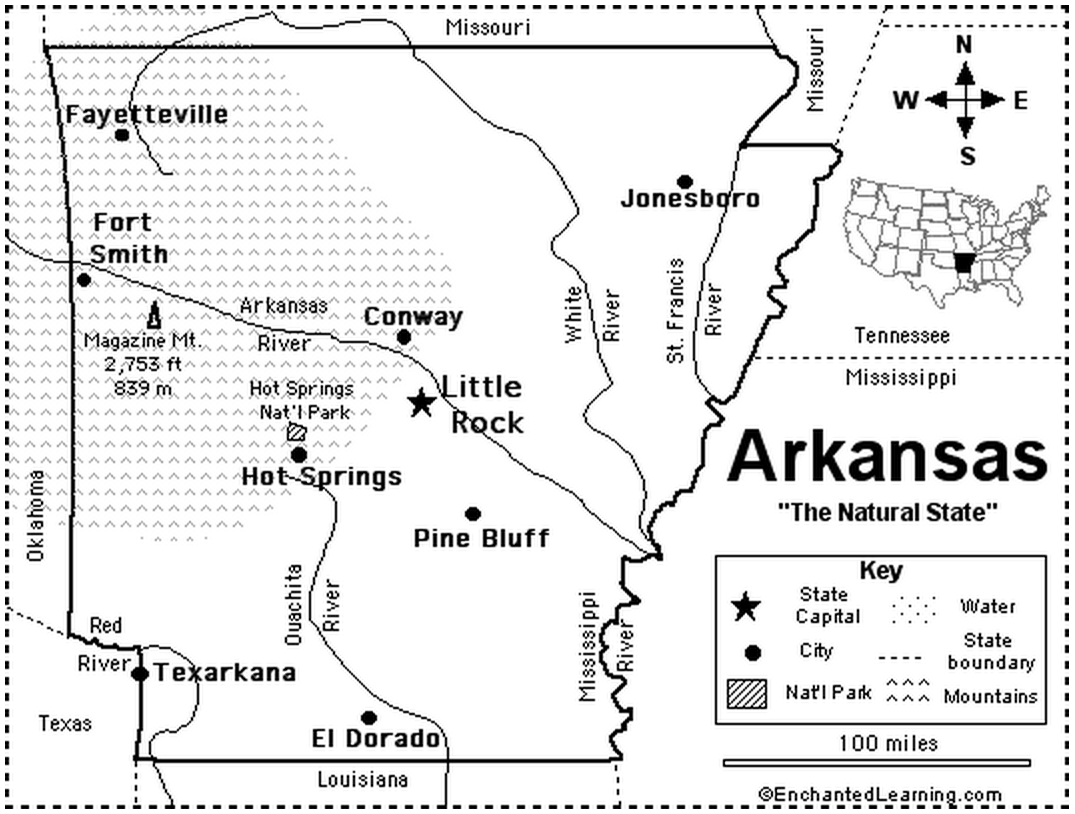 Missouri
Missouri
N
W
E
S
Fayetteville
Jonesboro
Fort
Smith
Arkansas
River
Conway
White
River
St. Francis
River
Tennessee
Mississippi
Magazine Mt.
2,753 ft
839 m
Hot Springs
Nat'l Park
Little
Rock
Hot Springs
Oklahoma
Pine Bluff
Arkansas
"The Natural State"
Ouachita
River
Mississippi
River
Red
River
Texarkana
Texas
El Dorado
Louisiana
Key
State
Capital
Water
City
State
boundary
Nat'l Park
Mountains
100 miles
©EnchantedLearning.com